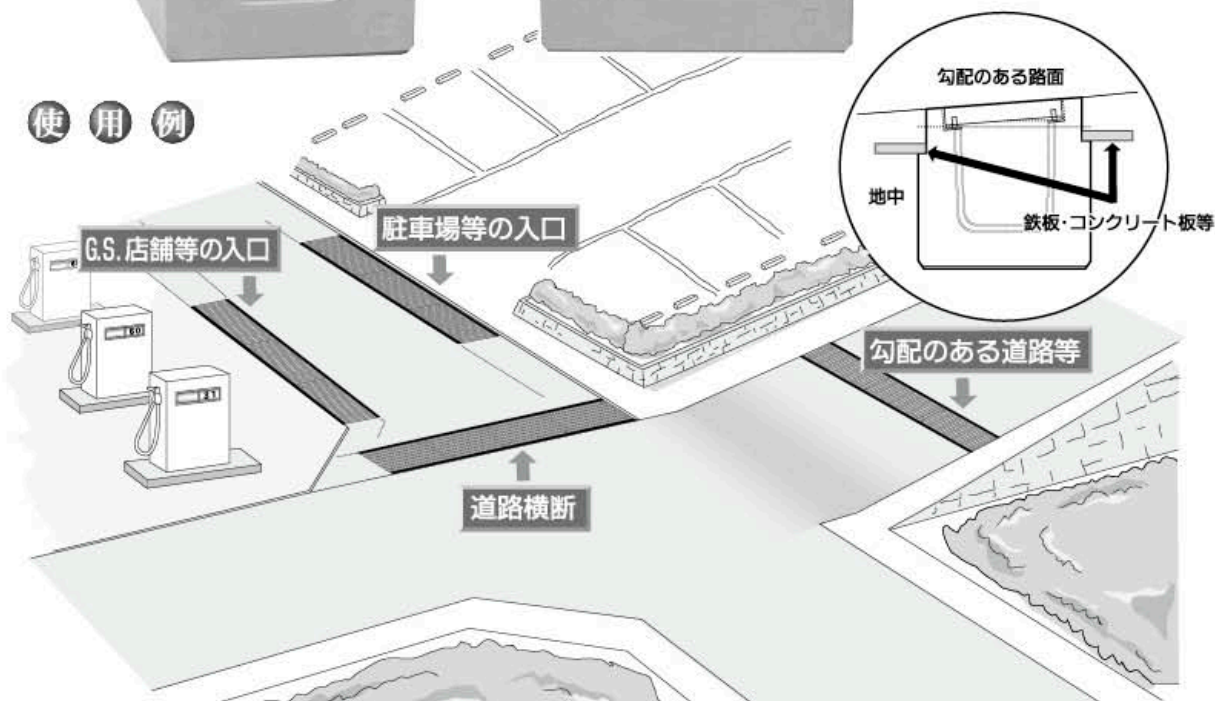 使用例
勾配のある路面
地中
鉄板・コンクリート板等
駐車場等の入口
G.S.店舗等の入口
勾配のある道路等
道路横断